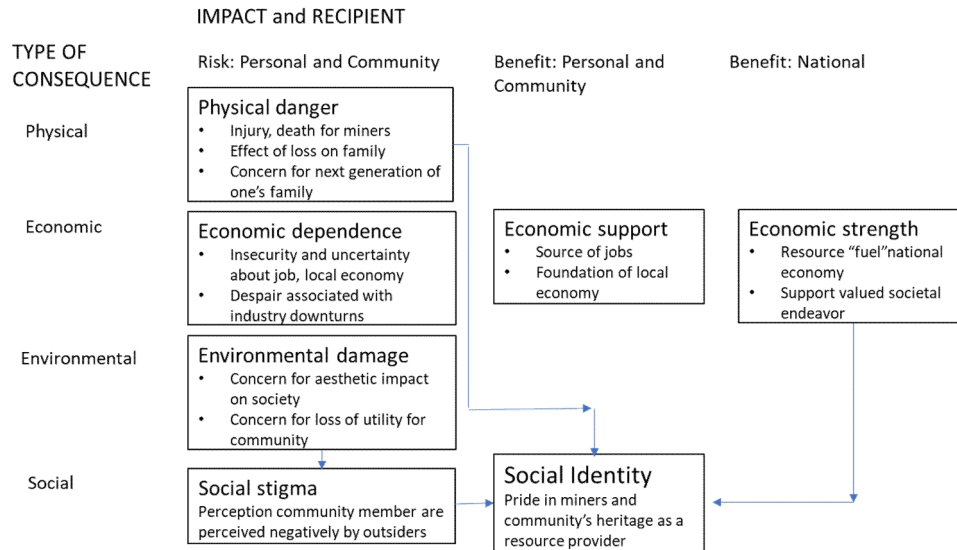 IMPACT and RECIPIENT
TYPE OF
CONSEQUENCE
Risk: Personal and Community
Benefit: Personal and
Community
Benefit: National
Physical
Physical danger
• Injury, death for miners
• Effect of loss on family
• Concern for next generation of
one's family
Economic
Economic dependence
• Insecurity and uncertainty
about job, local economy
• Despair associated with
industry downturns
Economic support
• Source of jobs
• Foundation of local
economy
Economic strength
• Resource "fuel"national
economy
• Support valued societal
endeavor
Environmental
Environmental damage
• Concern for aesthetic impact
on society
• Concern for loss of utility for
community
Social
Social stigma
Perception community member are
perceived negatively by outsiders
Social Identity
Pride in miners and
community's heritage as a
resource provider